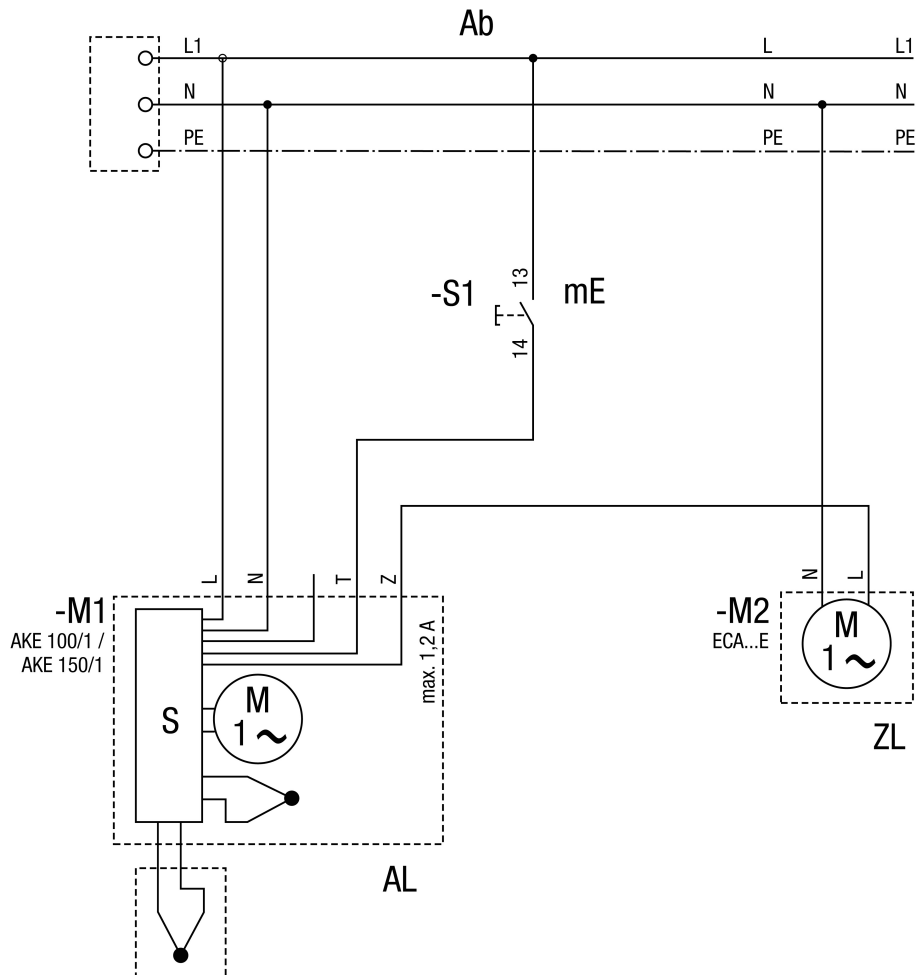 Ab
L1 L L1
N N N
PE PE PE
13
-S1 mE
14
L N T Z
N L
-M1
AKE 100/1 /
AKE 150/1
max. 1,2 A
-M2
ECA...E
M
1 ~
ZL
S
M
1 ~
AL